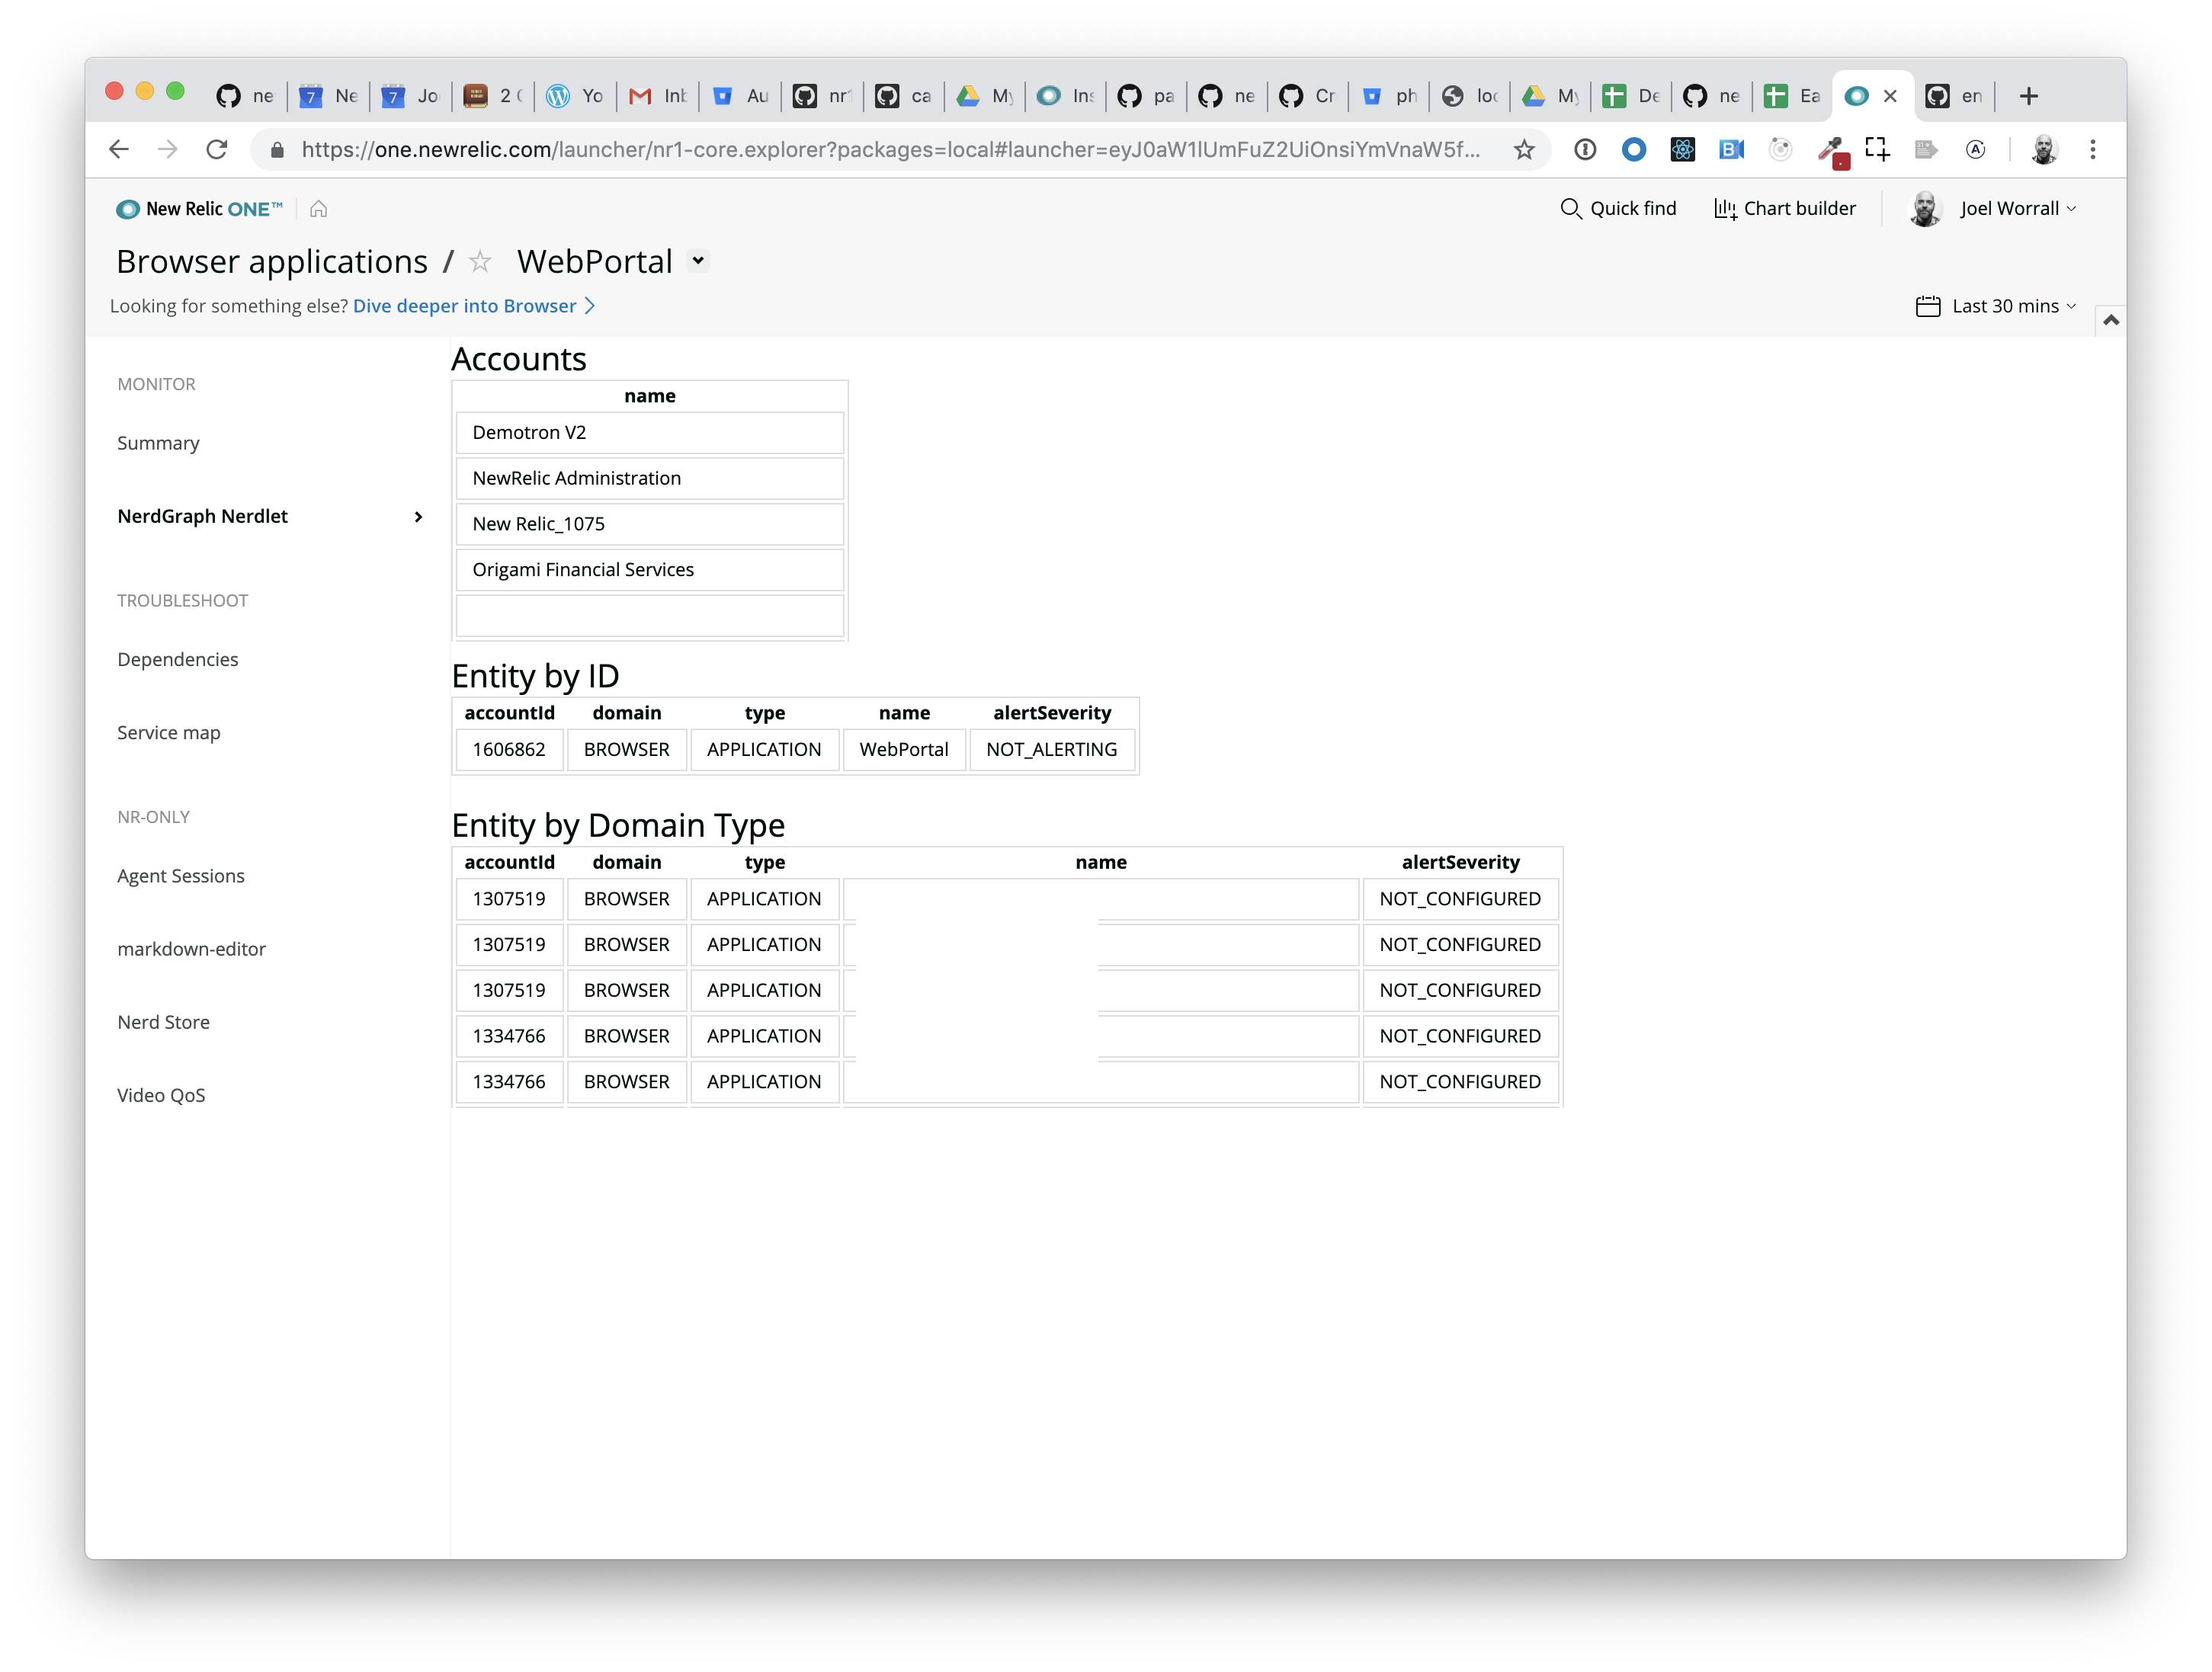 ne 7 Ne 7 Jo 2 Yo Inb Au nr ca My Ins pa ne Cr ph loc My De ne Ea en
https://one.newrelic.com/launcher/nr1-core.explorer?packages=local#launcher=eyJ0aW1lUmFuZ2UiOnsiYmVnaW5f...
New Relic ONE™ Quick find Chart builder Joel Worrall
Browser applications / WebPortal
Looking for something else? Dive deeper into Browser Last 30 mins
MONITOR
Summary
NerdGraph Nerdlet
TROUBLESHOOT
Dependencies
Service map
NR-ONLY
Agent Sessions
markdown-editor
Nerd Store
Video QoS
Accounts
name
Demotron V2
NewRelic Administration
New Relic_1075
Origami Financial Services
Entity by ID
accountId domain type name alertSeverity
1606862 BROWSER APPLICATION WebPortal NOT_ALERTING
Entity by Domain Type
accountId domain type name alertSeverity
1307519 BROWSER APPLICATION NOT_CONFIGURED
1307519 BROWSER APPLICATION NOT_CONFIGURED
1307519 BROWSER APPLICATION NOT_CONFIGURED
1334766 BROWSER APPLICATION NOT_CONFIGURED
1334766 BROWSER APPLICATION NOT_CONFIGURED